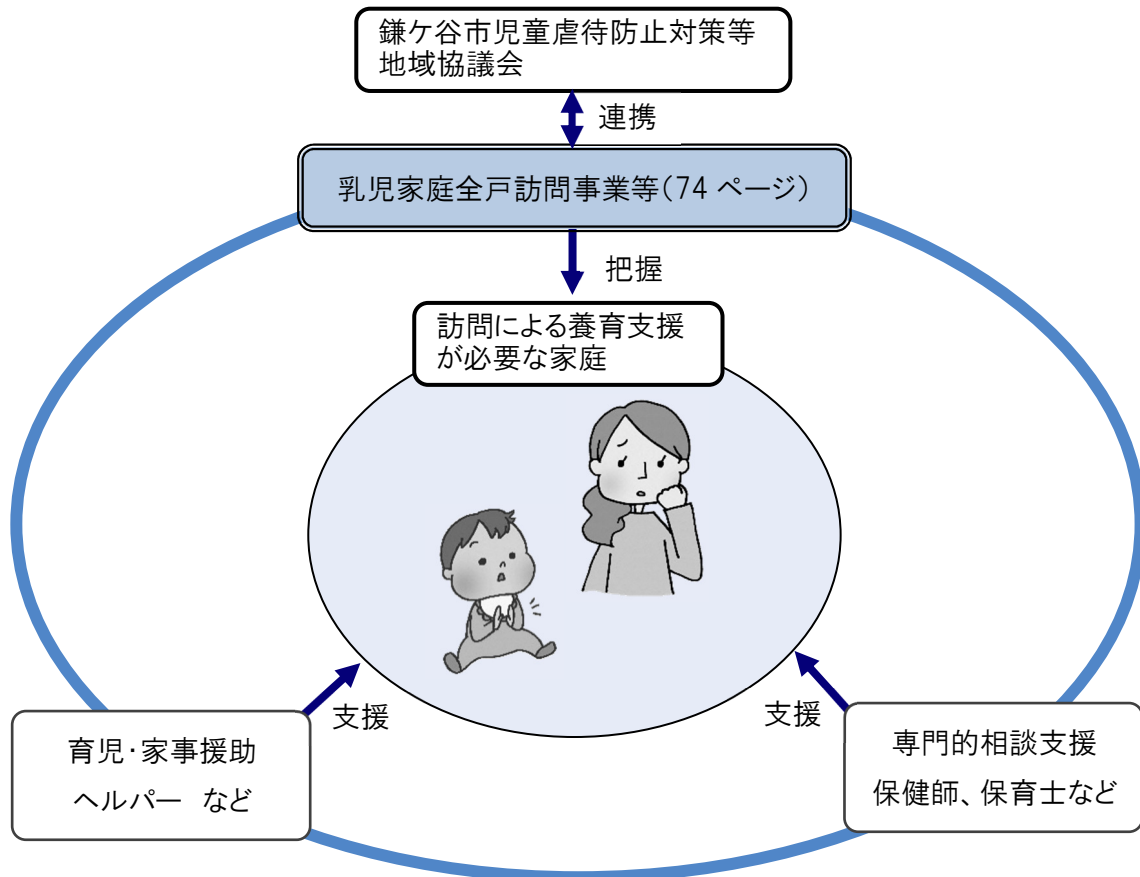 鎌ケ谷市児童虐待防止対策等
地域協議会
連携
乳児家庭全戸訪問事業等(74 ページ)
把握
訪問による養育支援
が必要な家庭
支援
育児・家事援助
ヘルパー など
支援
専門的相談支援
保健師、保育士など